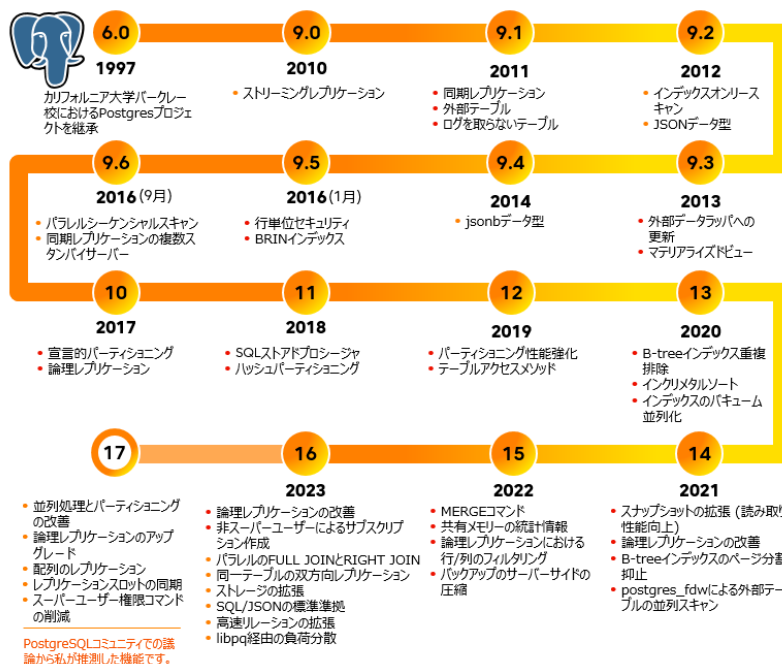 6.0
1997
カリフォルニア大学バークレー
校におけるPostgresプロジェ
クトを継承
9.0
2010
• ストリーミングレプリケーション
9.1
2011
• 同期レプリケーション
• 外部テーブル
• ログを取らないテーブル
9.2
2012
• インデックスオンリース
キャン
• JSONデータ型
9.3
2013
• 外部データラッパへの
更新
• マテリアライズドビュー
9.4
2014
• jsonbデータ型
9.5
2016 (1月)
• 行単位セキュリティ
• BRINインデックス
9.6
2016 (9月)
• パラレルシーケンシャルスキャン
• 同期レプリケーションの複数ス
タンバイサーバー
10
2017
• 宣言的パーティショニング
• 論理レプリケーション
11
2018
• SQLストアドプロシージャ
• ハッシュパーティショニング
12
2019
• パーティショニング性能強化
• テーブルアクセスメソッド
13
2020
• B-treeインデックス重複
排除
• インクリメタルソート
• インデックスのバキューム
並列化
14
2021
• スナップショットの拡張 (読み取り
性能向上)
• 論理レプリケーションの改善
• B-treeインデックスのページ分割
抑止
• postgres_fdwによる外部テー
ブルの並列スキャン
15
2022
• MERGEコマンド
• 共有メモリーの統計情報
• 論理レプリケーションにおける
行/列のフィルタリング
• バックアップのサーバーサイドの
圧縮
16
2023
• 論理レプリケーションの改善
• 非スーパーユーザーによるサブスクリプ
ション作成
• パラレルのFULL JOINとRIGHT JOIN
• 同一テーブルの双方向レプリケーション
• ストレージの拡張
• SQL/JSONの標準準拠
• 高速リレーションの拡張
• libpq経由の負荷分散
17
• 並列処理とパーティショニング
の改善
• 論理レプリケーションのアップ
グレード
• 配列のレプリケーション
• レプリケーションスロットの同期
• スーパーユーザー権限コマンド
の削減
PostgreSQLコミュニティでの議
論から私が推測した機能です。